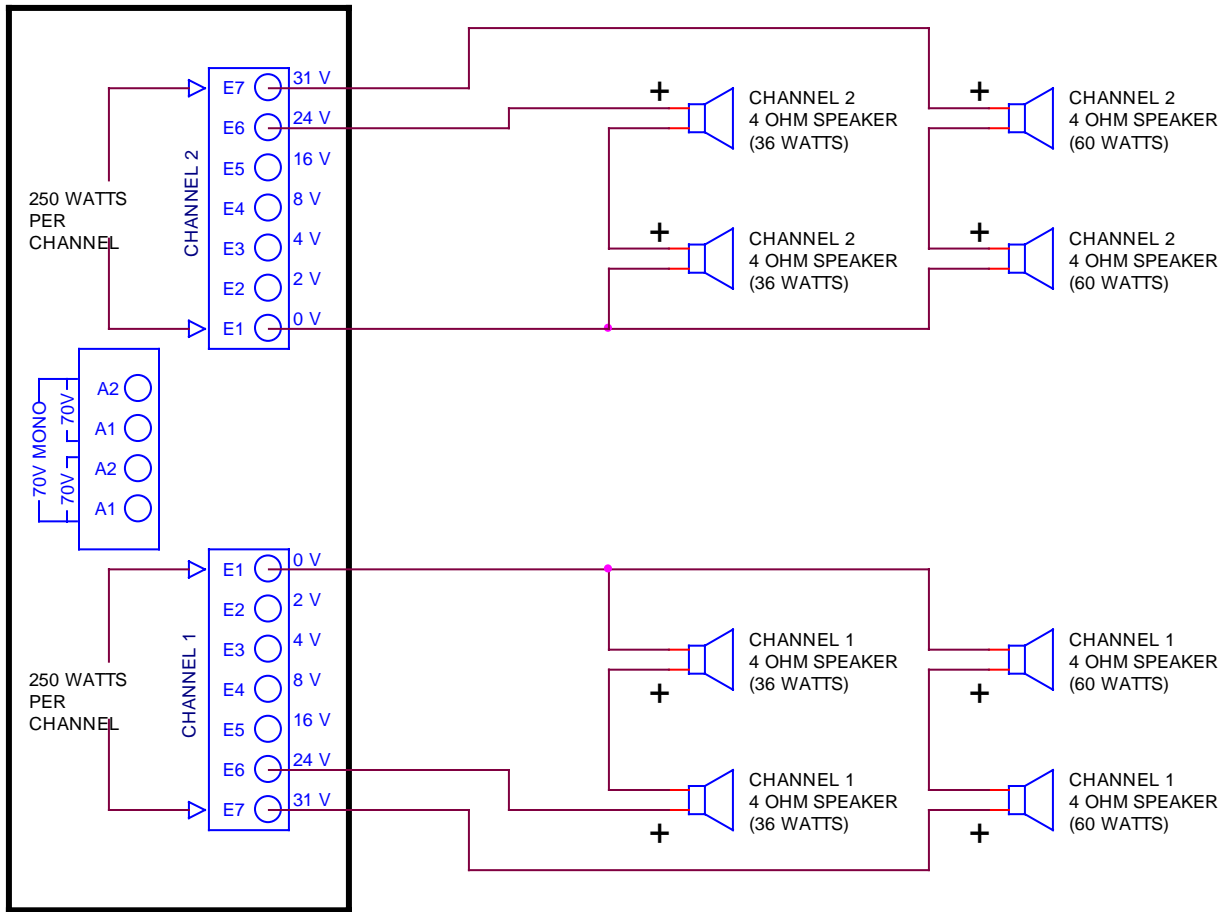 E7
31 V
E6
24 V
E5
16 V
E4
8 V
E3
4 V
E2
2 V
E1
0 V
CHANNEL 2
250 WATTS
PER
CHANNEL
+
CHANNEL 2
4 OHM SPEAKER
(36 WATTS)
+
CHANNEL 2
4 OHM SPEAKER
(60 WATTS)
+
CHANNEL 2
4 OHM SPEAKER
(36 WATTS)
+
CHANNEL 2
4 OHM SPEAKER
(60 WATTS)
70V MONO
70V
70V
A2
A1
A2
A1
E1
0 V
E2
2 V
E3
4 V
E4
8 V
E5
16 V
E6
24 V
E7
31 V
CHANNEL 1
250 WATTS
PER
CHANNEL
CHANNEL 1
4 OHM SPEAKER
(36 WATTS)
+
CHANNEL 1
4 OHM SPEAKER
(60 WATTS)
+
CHANNEL 1
4 OHM SPEAKER
(36 WATTS)
+
CHANNEL 1
4 OHM SPEAKER
(60 WATTS)
+